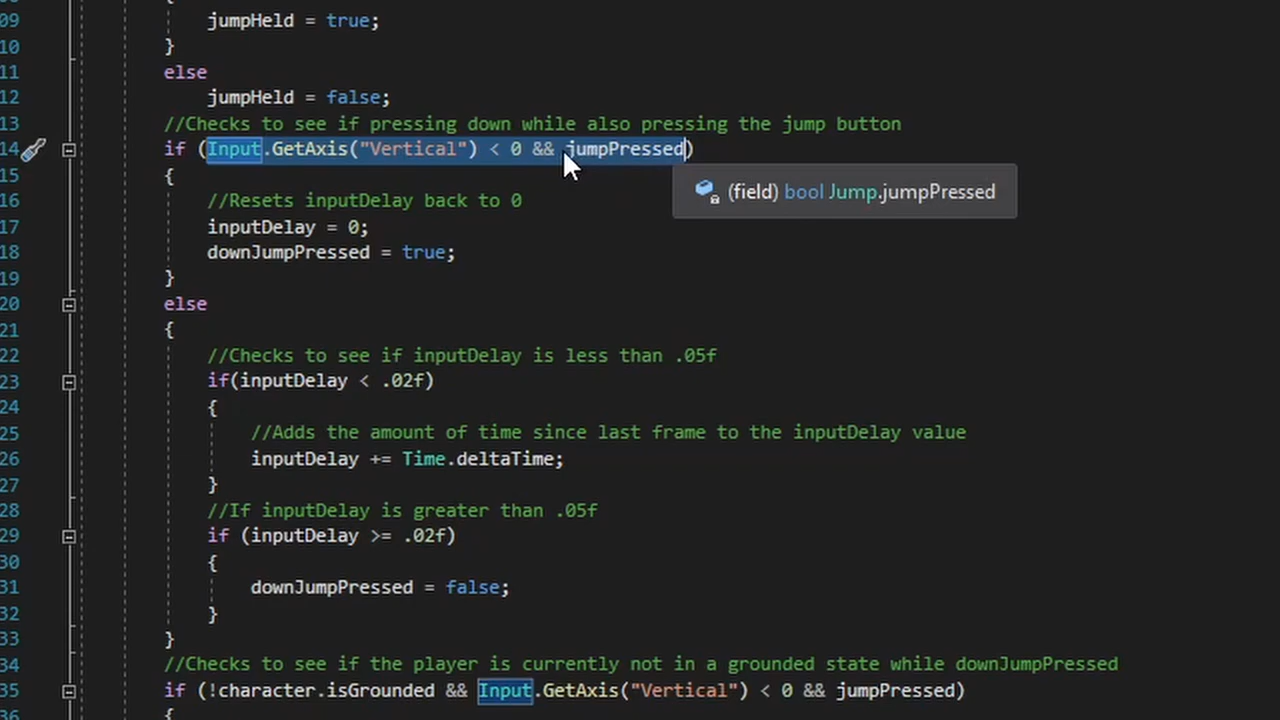 09 jumpHeld = true;
10 }
11 else
12 jumpHeld = false;
13 //Checks to see if pressing down while also pressing the jump button
14 if (Input.GetAxis("Vertical") < 0 && jumpPressed)
15 {
(field) bool Jump.jumpPressed
16 //Resets inputDelay back to 0
17 inputDelay = 0;
18 downJumpPressed = true;
19 }
20 else
21 {
22 //Checks to see if inputDelay is less than .05f
23 if(inputDelay < .02f)
24 {
25 //Adds the amount of time since last frame to the inputDelay value
26 inputDelay += Time.deltaTime;
27 }
28 //If inputDelay is greater than .05f
29 if (inputDelay >= .02f)
30 {
31 downJumpPressed = false;
32 }
33 }
34 //Checks to see if the player is currently not in a grounded state while downJumpPressed
35 if (!character.isGrounded && Input.GetAxis("Vertical") < 0 && jumpPressed)
36 {